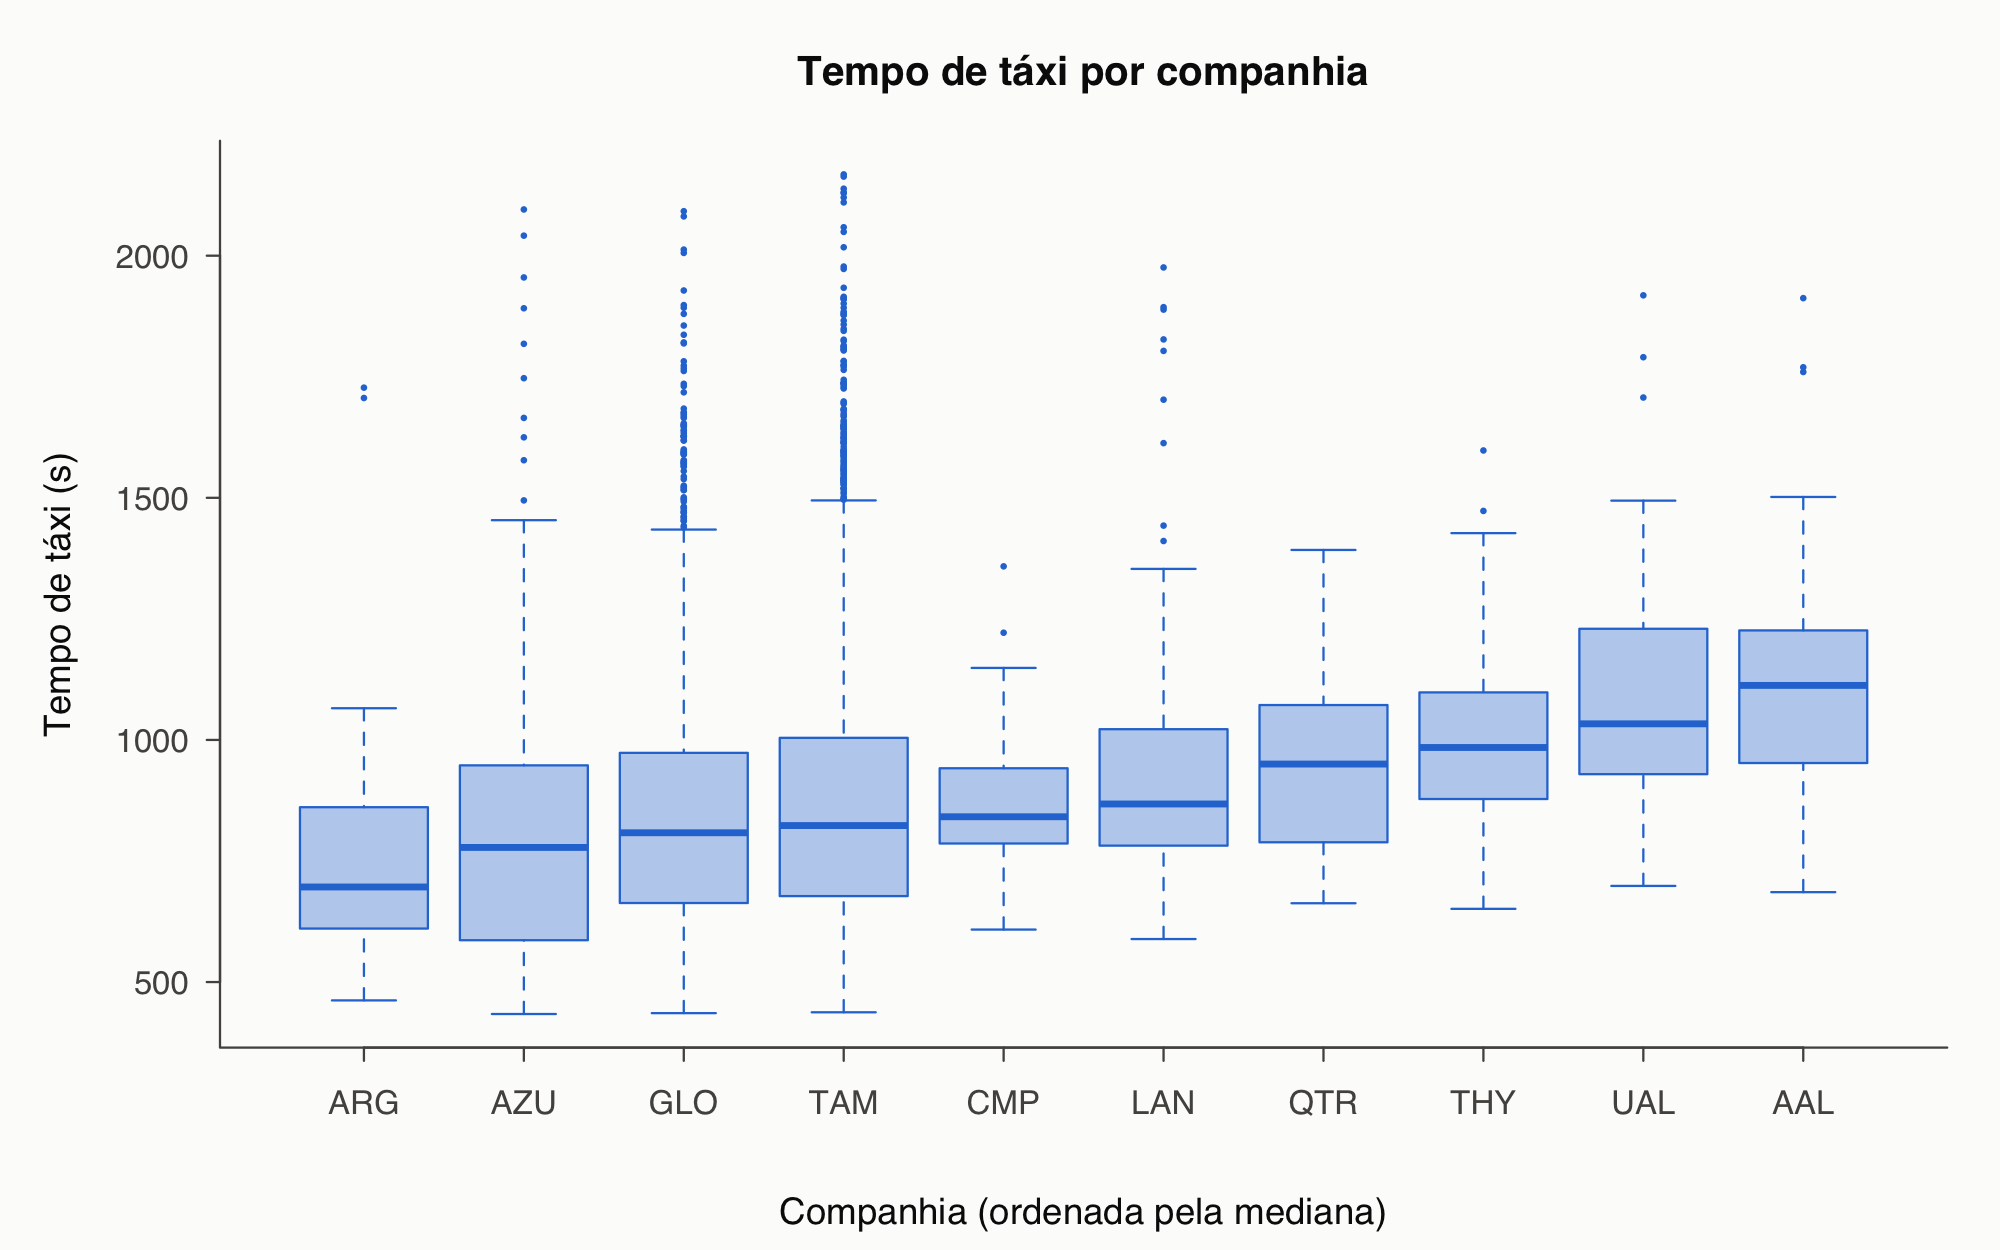 Tempo de táxi por companhia
Tempo de táxi (s)
2000
1500
1000
500
ARG AZU GLO TAM CMP LAN QTR THY UAL AAL
Companhia (ordenada pela mediana)